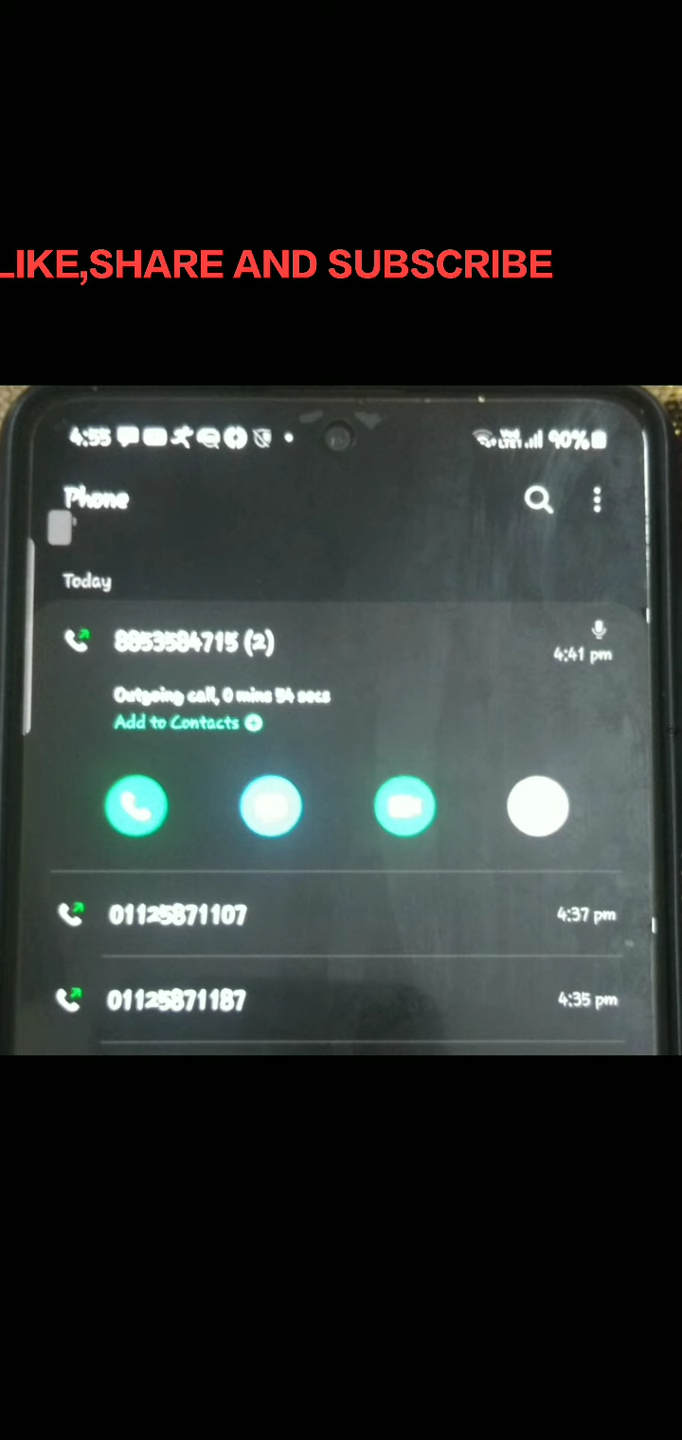 LIKE,SHARE AND SUBSCRIBE
4:55
90%
Phone
Today
8853584715 (2)
4:41 pm
Outgoing call, 0 mins 54 secs
Add to Contacts
01125871107
4:37 pm
01125871187
4:35 pm